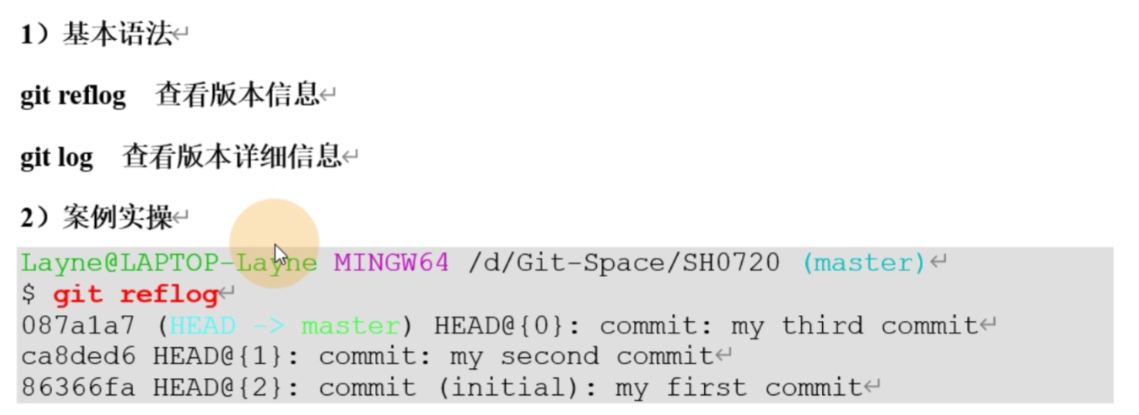 1）基本语法↵
git reflog 查看版本信息↵
git log 查看版本详细信息↵
2）案例实操↵
Layne@LAPTOP-Layne MINGW64 /d/Git-Space/SH0720 (master)↵
$ git reflog↵
087a1a7 (HEAD -> master) HEAD@{0}: commit: my third commit↵
ca8ded6 HEAD@{1}: commit: my second commit↵
86366fa HEAD@{2}: commit (initial): my first commit↵